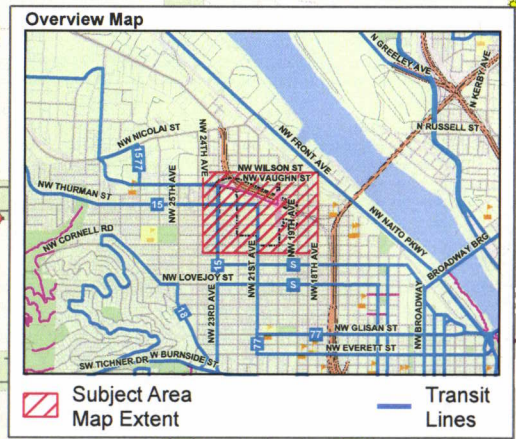 Overview Map
N GREELEY AVE
N KERBY AVE
N RUSSELL ST
NW NICOLAI ST
NW 24TH AVE
NW FRONT AVE
1577
NW WILSON ST
NW VAUGHN ST
NW THURMAN ST
15
NW 25TH AVE
NW 19TH AVE
NW NAITO PKWY
BROADWAY BRG
NW CORNELL RD
NW 21ST AVE
NW 18TH AVE
15
S
NW LOVEJOY ST
S
NW 23RD AVE
NW BROADWAY
18
77
NW GLISAN ST
77
NW EVERETT ST
W BURNSIDE ST
SW TICHNER DR
Subject Area
Map Extent
Transit
Lines